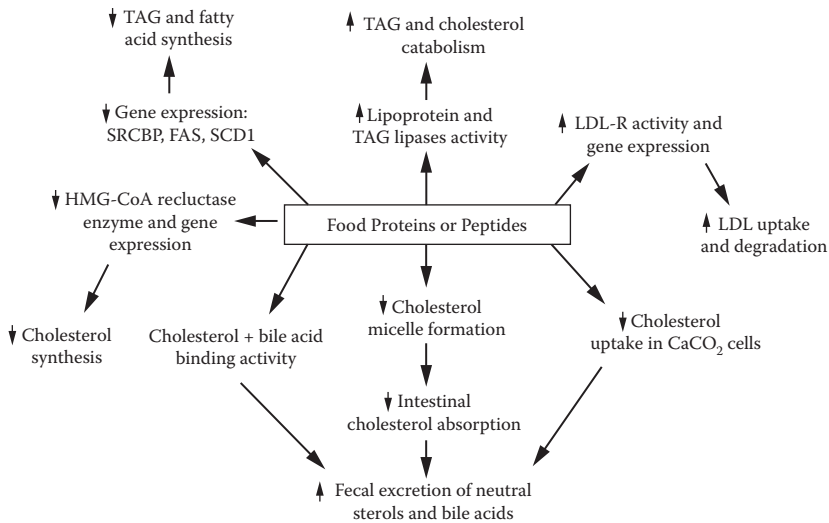 TAG and fatty
acid synthesis
TAG and cholesterol
catabolism
Gene expression:
SRCBP, FAS, SCD1
Lipoprotein and
TAG lipases activity
LDL-R activity and
gene expression
HMG-CoA recluctase
enzyme and gene
expression
Food Proteins or Peptides
LDL uptake
and degradation
Cholesterol
synthesis
Cholesterol + bile acid
binding activity
Cholesterol
micelle formation
Cholesterol
uptake in CaCO₂ cells
Intestinal
cholesterol absorption
Fecal excretion of neutral
sterols and bile acids